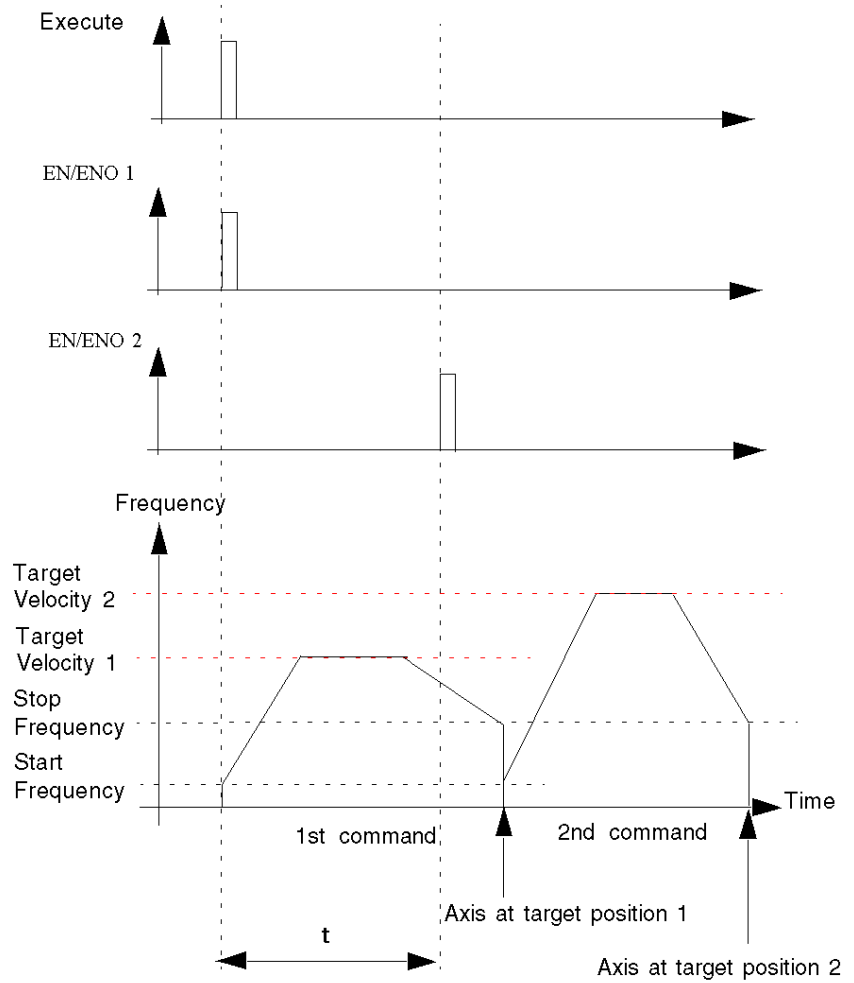 Execute
EN/ENO 1
EN/ENO 2
Frequency
Target
Velocity 2
Target
Velocity 1
Stop
Frequency
Start
Frequency
Time
1st command
2nd command
Axis at target position 1
t
Axis at target position 2